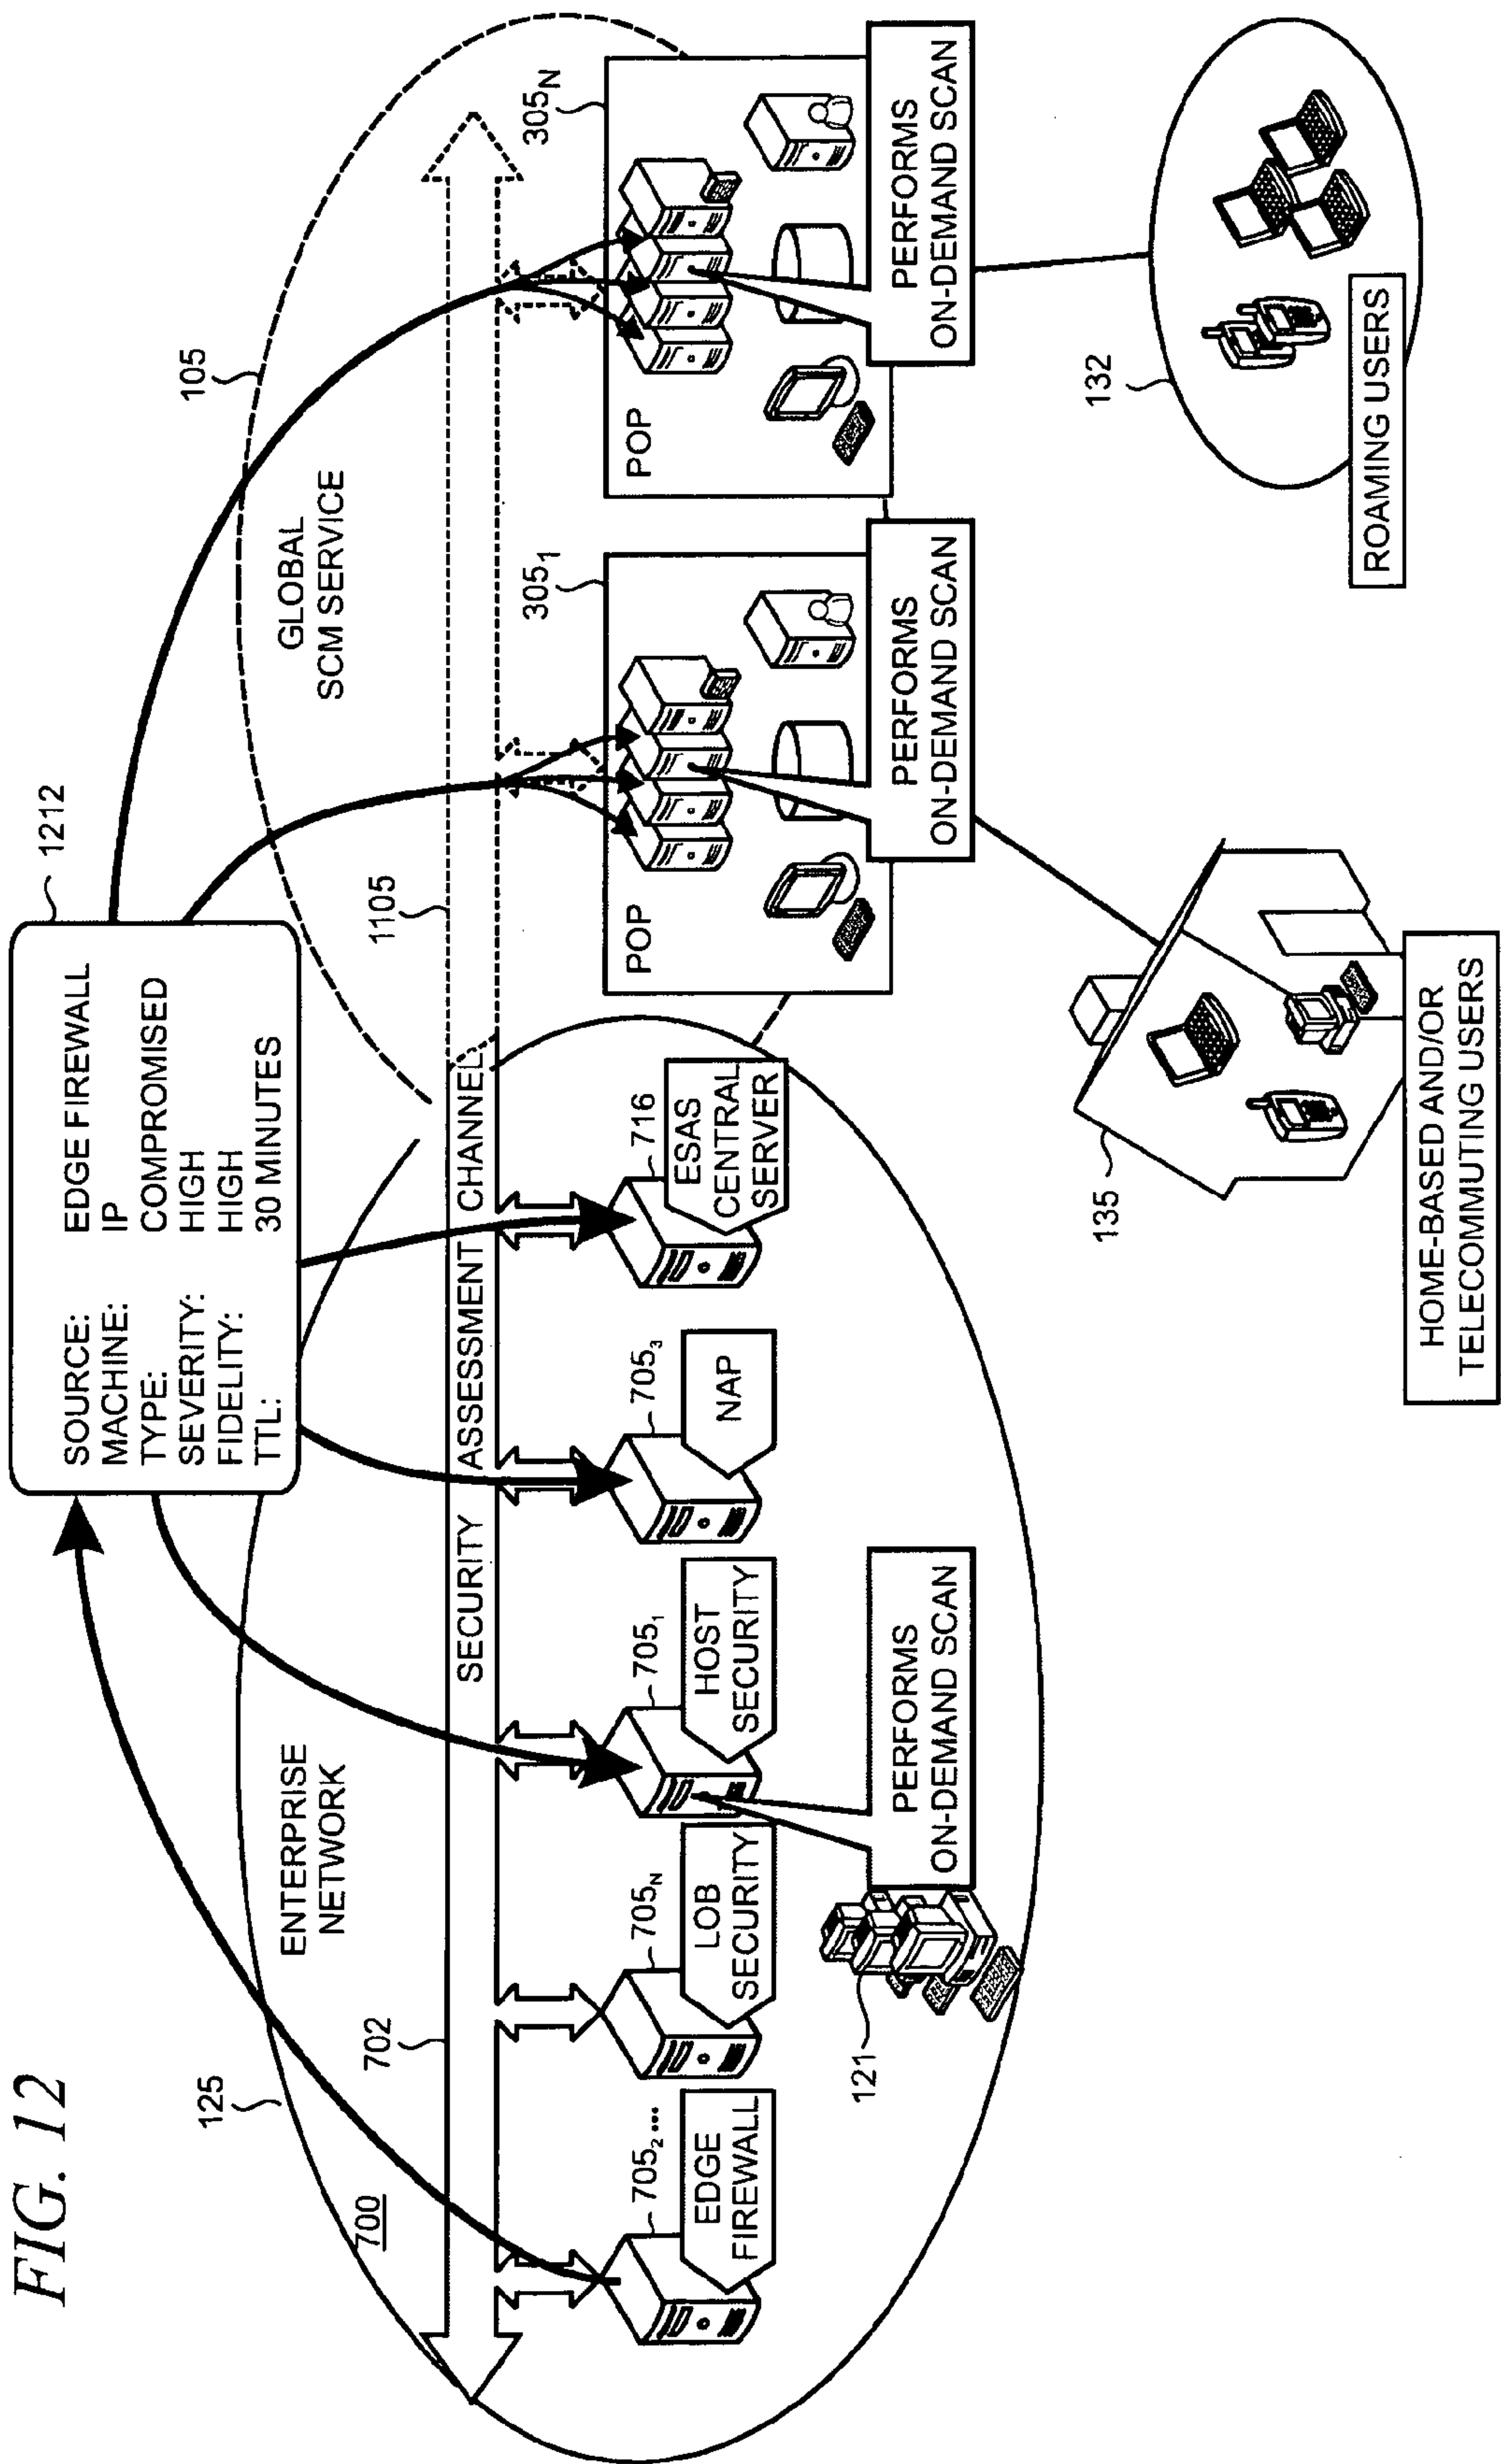 FIG. 12
1212
SOURCE: EDGE FIREWALL
MACHINE: IP
TYPE: COMPROMISED
SEVERITY: HIGH
FIDELITY: HIGH
TTL: 30 MINUTES
125
700
ENTERPRISE
NETWORK
702
105
GLOBAL
SCM SERVICE
1105
SECURITY ASSESSMENT CHANNEL
705₂ ...
EDGE
FIREWALL
705N
LOB
SECURITY
705₁
HOST
SECURITY
705₃
NAP
716
ESAS
CENTRAL
SERVER
305₁
POP
305N
POP
121
PERFORMS
ON-DEMAND SCAN
PERFORMS
ON-DEMAND SCAN
PERFORMS
ON-DEMAND SCAN
135
HOME-BASED AND/OR
TELECOMMUTING USERS
132
ROAMING USERS